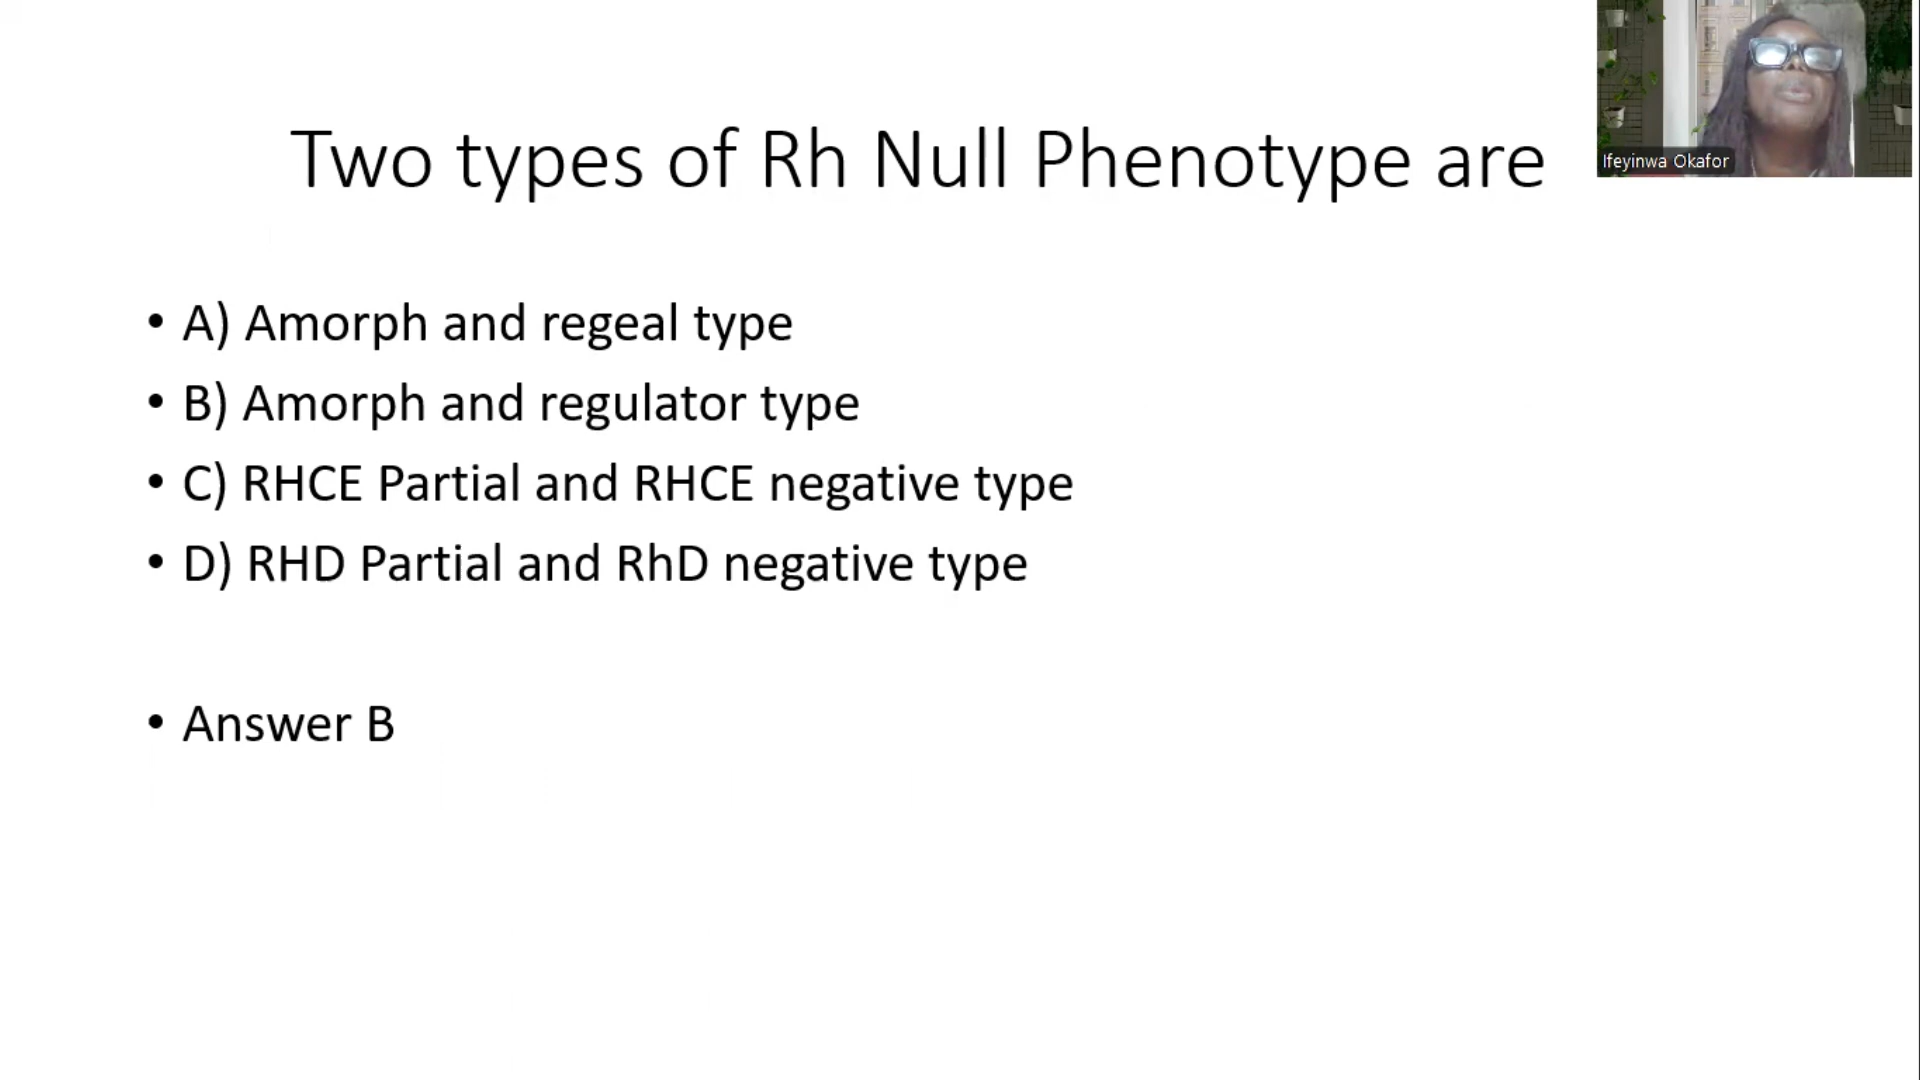 Two types of Rh Null Phenotype are
Ifeyinwa Okafor
• A) Amorph and regeal type
• B) Amorph and regulator type
• C) RHCE Partial and RHCE negative type
• D) RHD Partial and RhD negative type
• Answer B